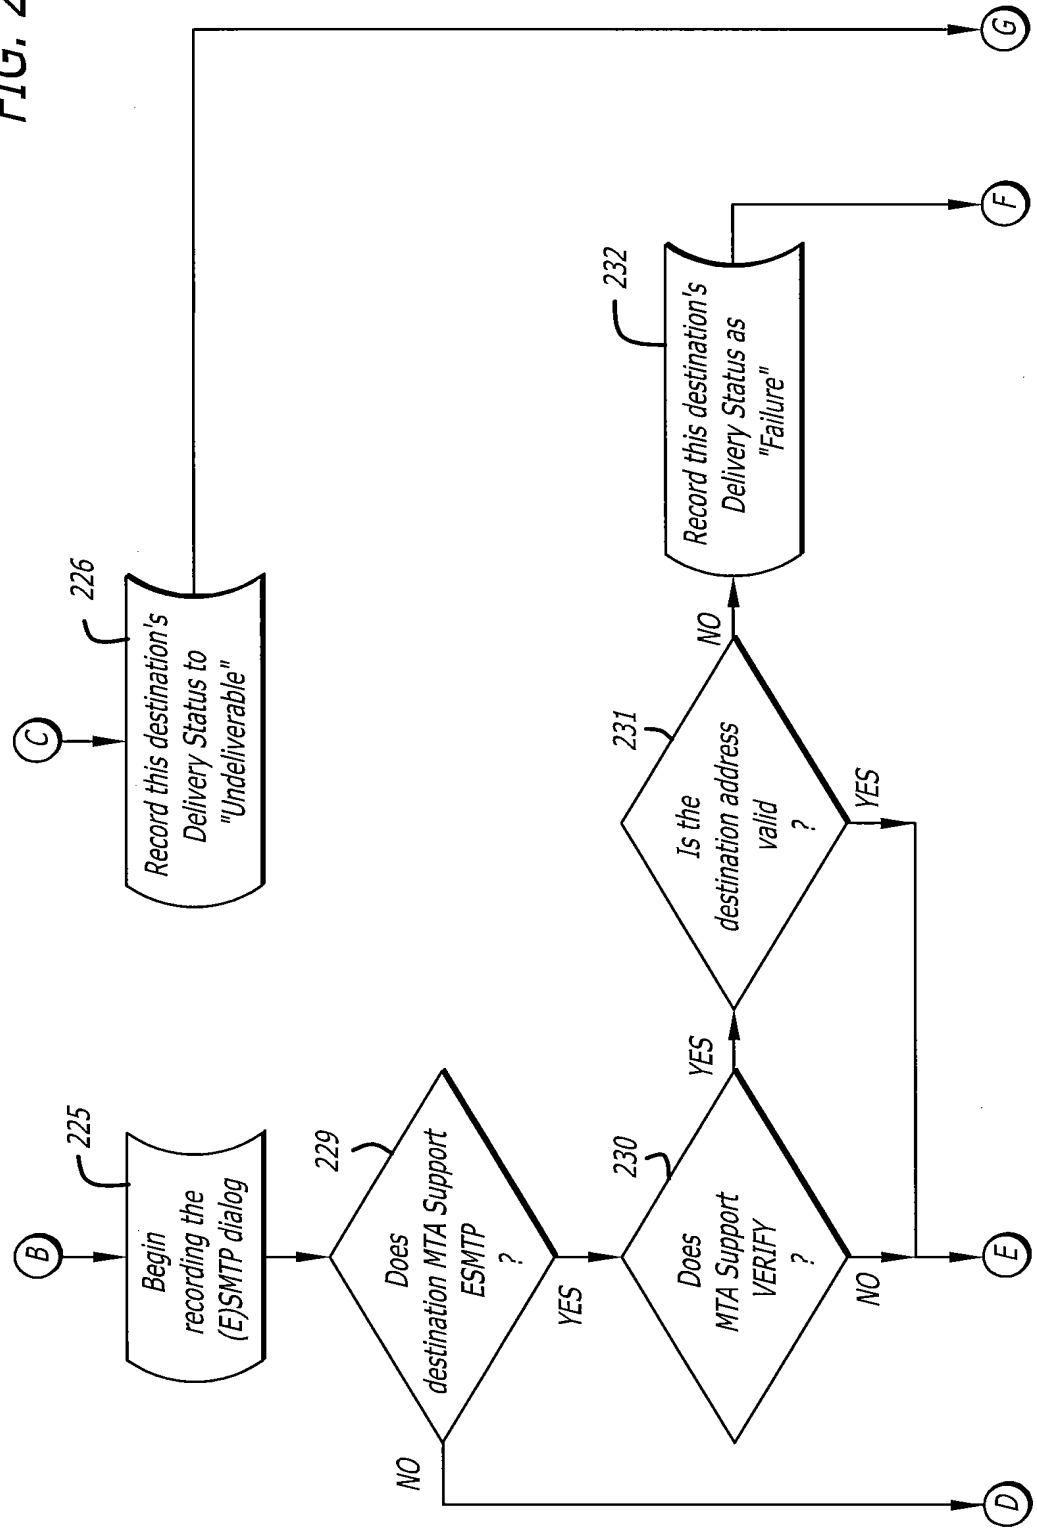 FIG. 2
B
C
225
Begin
recording the
(E)SMTP dialog
226
Record this destination's
Delivery Status to
"Undeliverable"
229
Does
destination MTA Support
ESMTP
?
NO
YES
230
Does
MTA Support
VERIFY
?
YES
NO
231
Is the
destination address
valid
?
NO
YES
232
Record this destination's
Delivery Status as
"Failure"
D
E
F
G